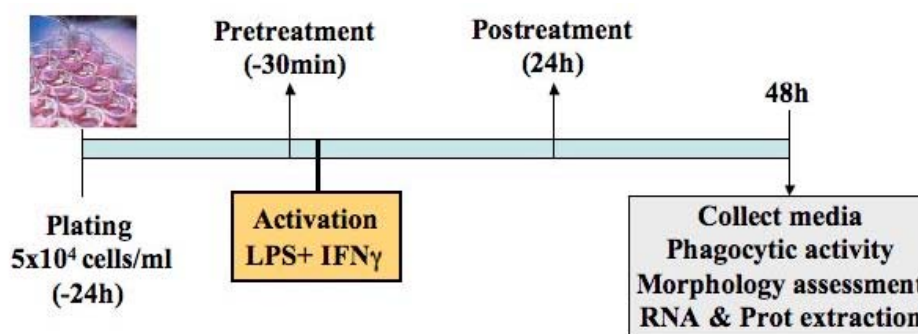 Pretreatment
(-30min)
Postreatment
(24h)
48h
Plating
5x10⁴ cells/ml
(-24h)
Activation
LPS+ IFNγ
Collect media
Phagocytic activity
Morphology assessment
RNA & Prot extraction